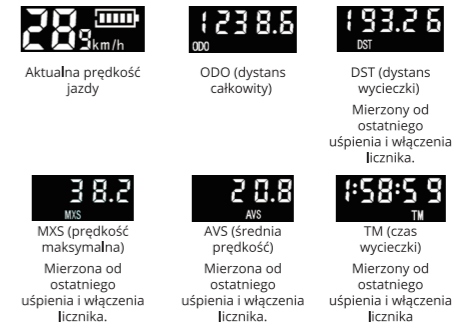 28.9 km/h
Aktualna prędkość
jazdy
1238.6
ODO
ODO (dystans
całkowity)
193.26
DST
DST (dystans
wycieczki)
Mierzony od
ostatniego
uśpienia i włączenia
licznika.
38.2
MXS
MXS (prędkość
maksymalna)
Mierzona od
ostatniego
uśpienia i włączenia
licznika.
20.8
AVS
AVS (średnia
prędkość)
Mierzona od
ostatniego
uśpienia i włączenia
licznika.
1:58:59
TM
TM (czas
wycieczki)
Mierzony od
ostatniego
uśpienia i włączenia
licznika